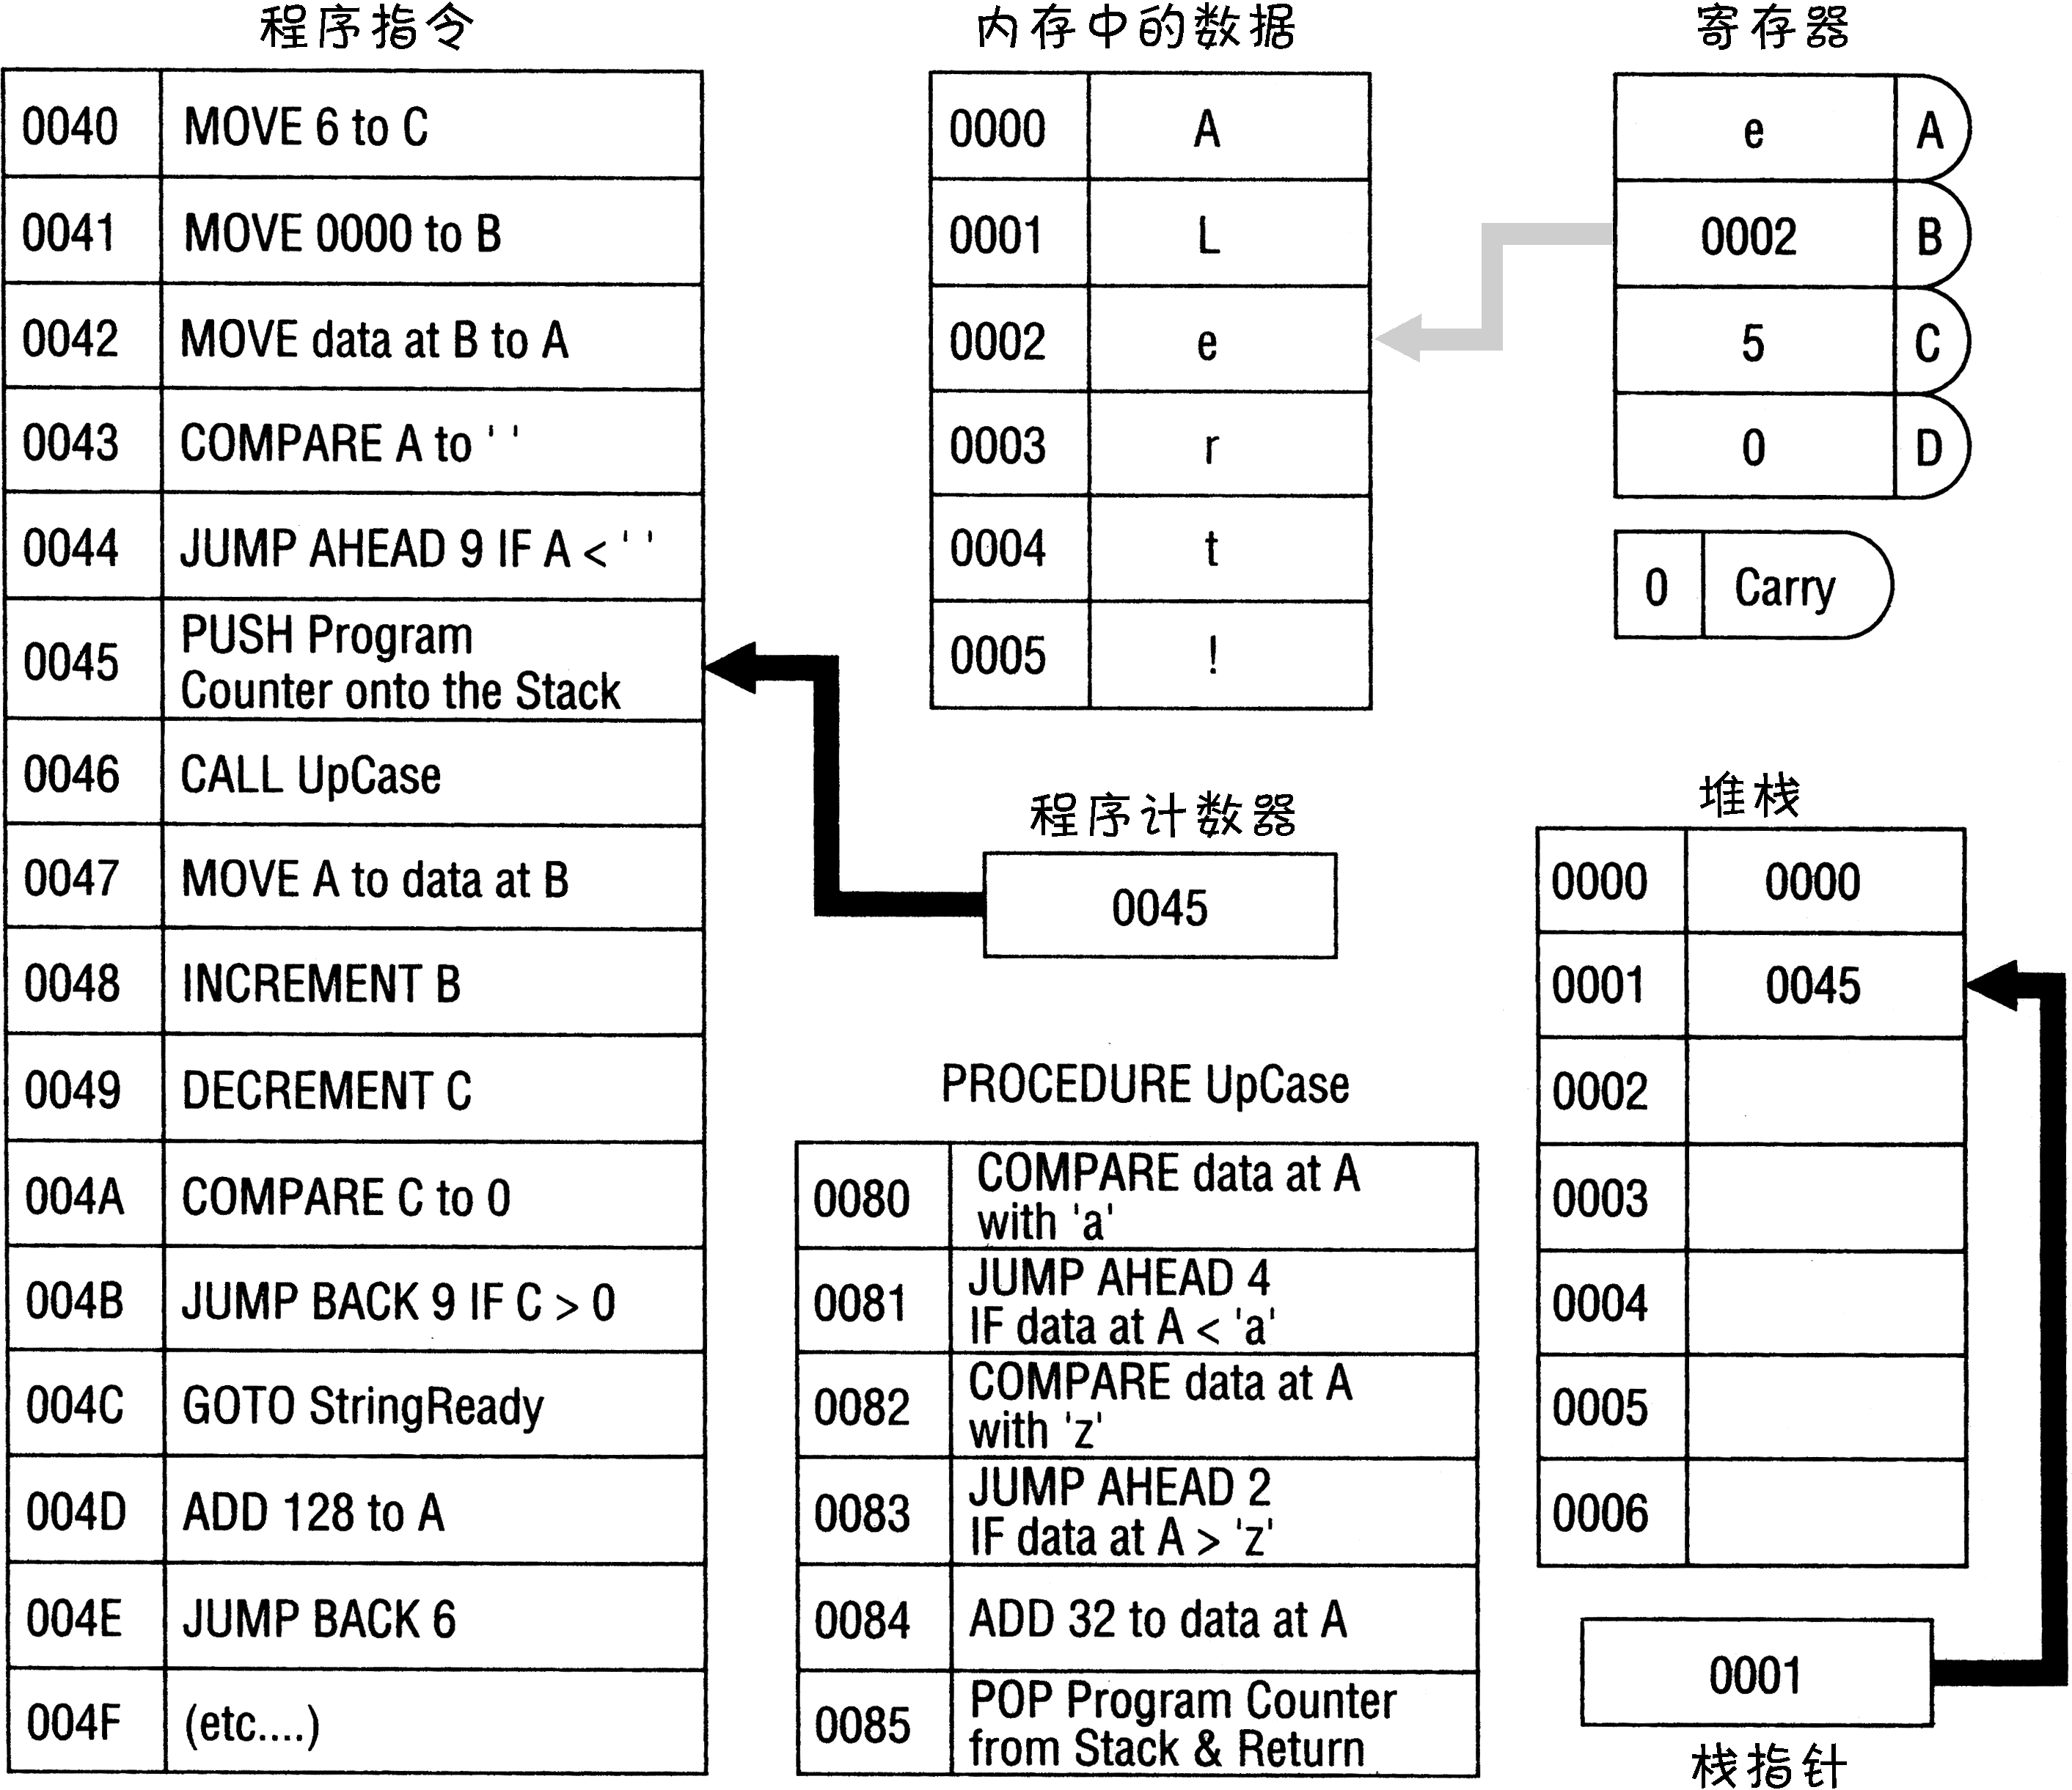 程序指令
0040 MOVE 6 to C
0041 MOVE 0000 to B
0042 MOVE data at B to A
0043 COMPARE A to ' '
0044 JUMP AHEAD 9 IF A < ' '
0045 PUSH Program
Counter onto the Stack
0046 CALL UpCase
0047 MOVE A to data at B
0048 INCREMENT B
0049 DECREMENT C
004A COMPARE C to 0
004B JUMP BACK 9 IF C > 0
004C GOTO StringReady
004D ADD 128 to A
004E JUMP BACK 6
004F (etc....)
内存中的数据
0000 A
0001 L
0002 e
0003 r
0004 t
0005 !
寄存器
e A
0002 B
5 C
0 D
0 Carry
程序计数器
0045
PROCEDURE UpCase
0080 COMPARE data at A
with 'a'
0081 JUMP AHEAD 4
IF data at A < 'a'
0082 COMPARE data at A
with 'z'
0083 JUMP AHEAD 2
IF data at A > 'z'
0084 ADD 32 to data at A
0085 POP Program Counter
from Stack & Return
堆栈
0000 0000
0001 0045
0002
0003
0004
0005
0006
0001
栈指针